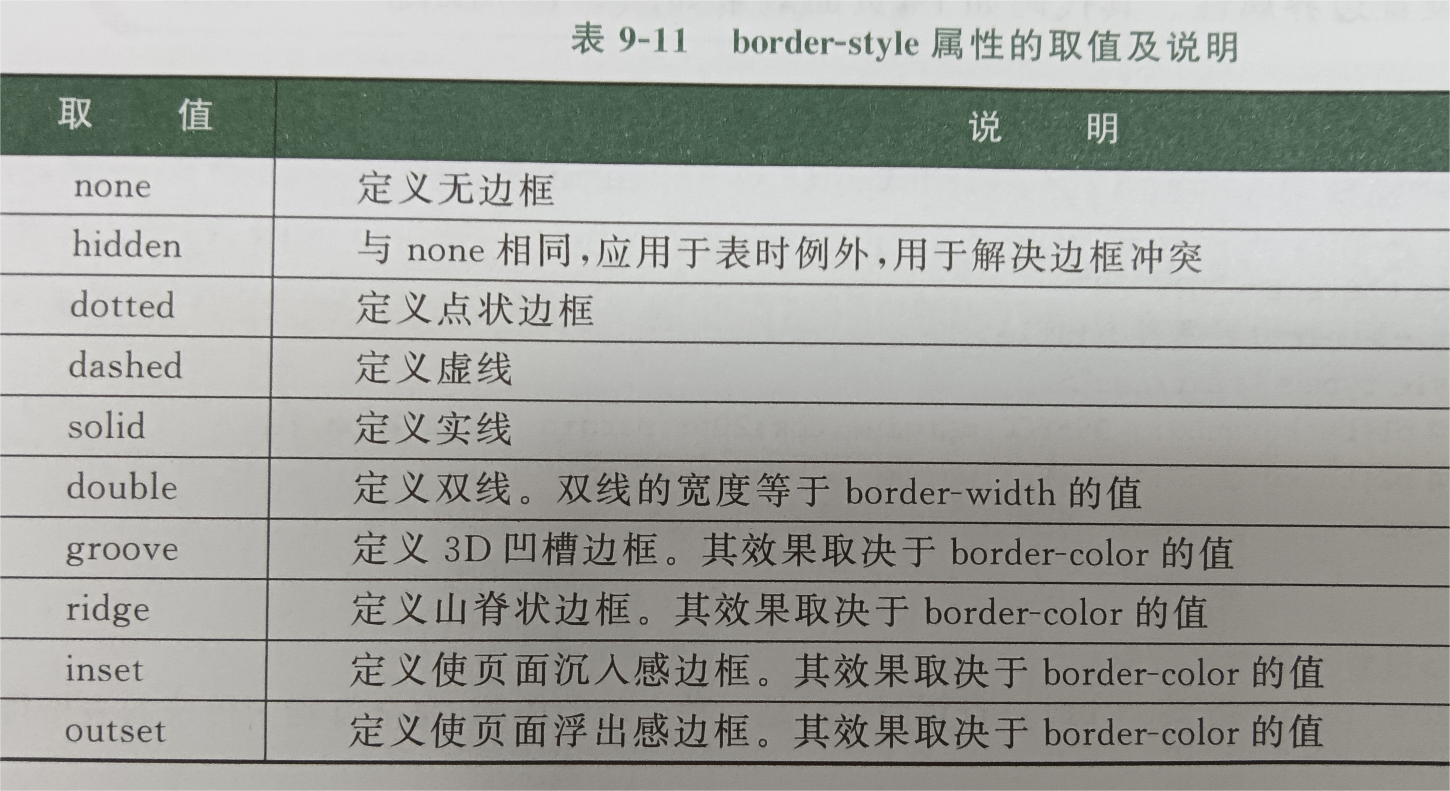 表 9-11 border-style 属性的取值及说明
取 值 说 明
none 定义无边框
hidden 与 none 相同,应用于表时例外,用于解决边框冲突
dotted 定义点状边框
dashed 定义虚线
solid 定义实线
double 定义双线。双线的宽度等于 border-width 的值
groove 定义 3D 凹槽边框。其效果取决于 border-color 的值
ridge 定义山脊状边框。其效果取决于 border-color 的值
inset 定义使页面沉入感边框。其效果取决于 border-color 的值
outset 定义使页面浮出感边框。其效果取决于 border-color 的值